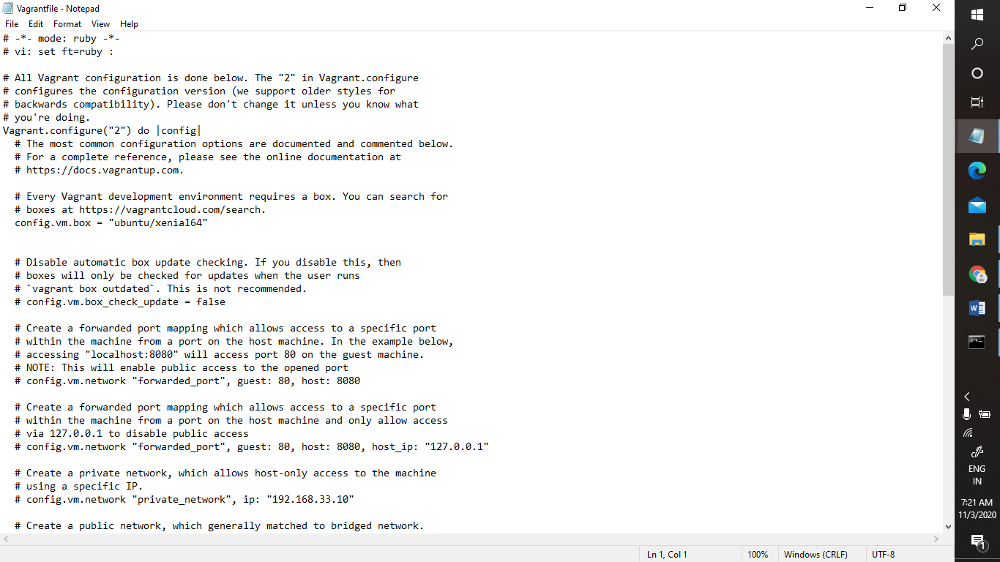 Vagrantfile - Notepad
File Edit Format View Help
# -*- mode: ruby -*-
# vi: set ft=ruby :
# All Vagrant configuration is done below. The "2" in Vagrant.configure
# configures the configuration version (we support older styles for
# backwards compatibility). Please don't change it unless you know what
# you're doing.
Vagrant.configure("2") do |config|
# The most common configuration options are documented and commented below.
# For a complete reference, please see the online documentation at
# https://docs.vagrantup.com.
# Every Vagrant development environment requires a box. You can search for
# boxes at https://vagrantcloud.com/search.
config.vm.box = "ubuntu/xenial64"
# Disable automatic box update checking. If you disable this, then
# boxes will only be checked for updates when the user runs
# `vagrant box outdated`. This is not recommended.
# config.vm.box_check_update = false
# Create a forwarded port mapping which allows access to a specific port
# within the machine from a port on the host machine. In the example below,
# accessing "localhost:8080" will access port 80 on the guest machine.
# NOTE: This will enable public access to the opened port
# config.vm.network "forwarded_port", guest: 80, host: 8080
# Create a forwarded port mapping which allows access to a specific port
# within the machine from a port on the host machine and only allow access
# via 127.0.0.1 to disable public access
# config.vm.network "forwarded_port", guest: 80, host: 8080, host_ip: "127.0.0.1"
# Create a private network, which allows host-only access to the machine
# using a specific IP.
# config.vm.network "private_network", ip: "192.168.33.10"
# Create a public network, which generally matched to bridged network.
Ln 1, Col 1 100% Windows (CRLF) UTF-8
ENG
IN
7:21 AM
11/3/2020
1